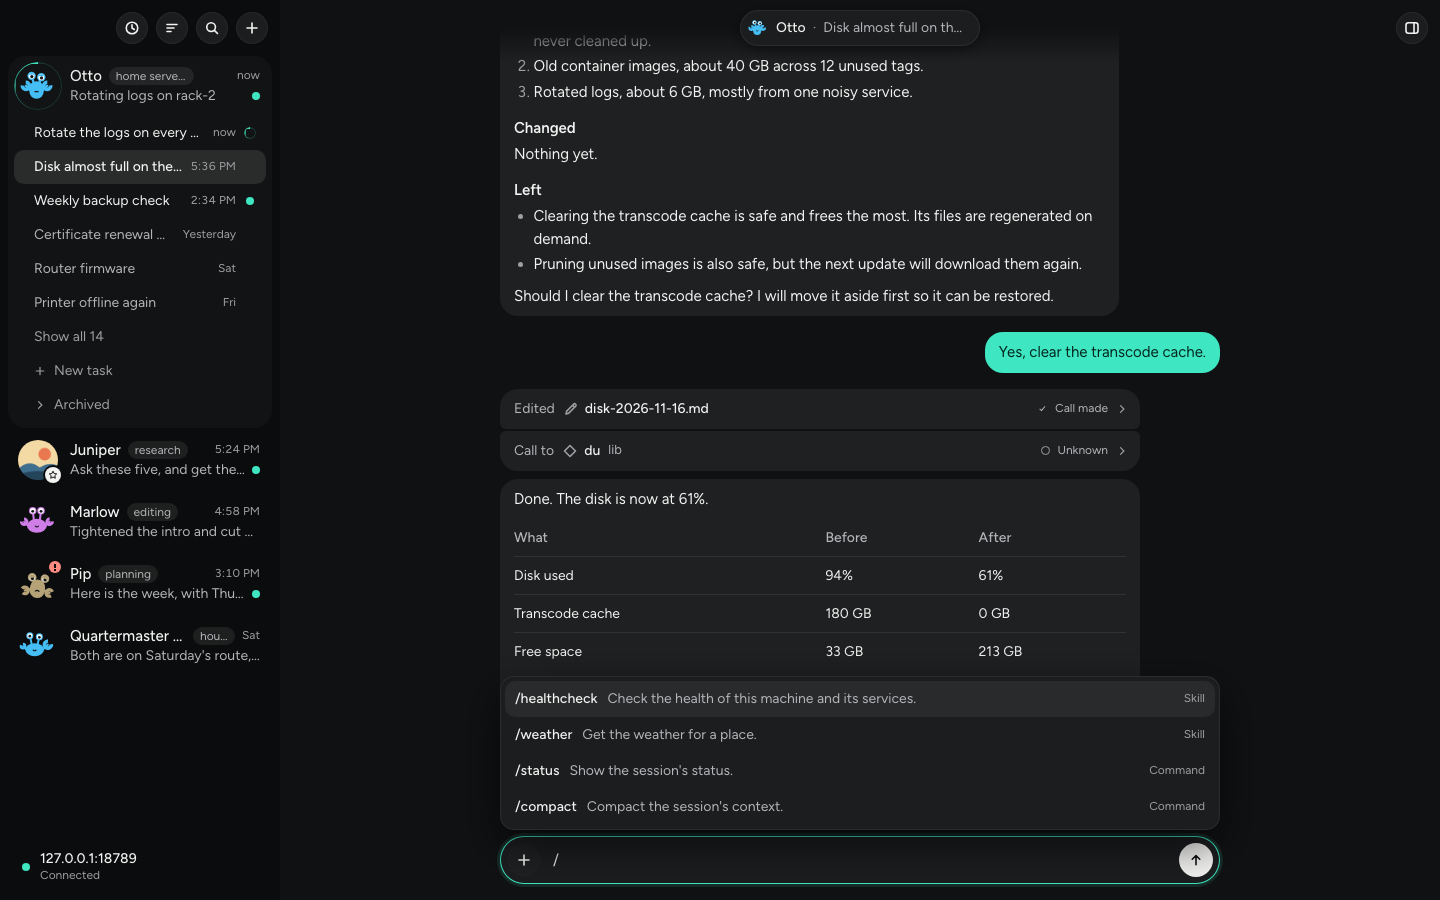 Otto home serve... now
Rotating logs on rack-2
Rotate the logs on every ... now
Disk almost full on the... 5:36 PM
Weekly backup check 2:34 PM
Certificate renewal ... Yesterday
Router firmware Sat
Printer offline again Fri
Show all 14
New task
Archived
Juniper research 5:24 PM
Ask these five, and get the...
Marlow editing 4:58 PM
Tightened the intro and cut ...
Pip planning 3:10 PM
Here is the week, with Thu...
Quartermaster ... hou... Sat
Both are on Saturday's route,...
127.0.0.1:18789
Connected
Otto · Disk almost full on th...
never cleaned up.
2. Old container images, about 40 GB across 12 unused tags.
3. Rotated logs, about 6 GB, mostly from one noisy service.
Changed
Nothing yet.
Left
• Clearing the transcode cache is safe and frees the most. Its files are regenerated on
demand.
• Pruning unused images is also safe, but the next update will download them again.
Should I clear the transcode cache? I will move it aside first so it can be restored.
Yes, clear the transcode cache.
Edited disk-2026-11-16.md Call made
Call to du lib Unknown
Done. The disk is now at 61%.
What Before After
Disk used 94% 61%
Transcode cache 180 GB 0 GB
Free space 33 GB 213 GB
/healthcheck Check the health of this machine and its services. Skill
/weather Get the weather for a place. Skill
/status Show the session's status. Command
/compact Compact the session's context. Command
/